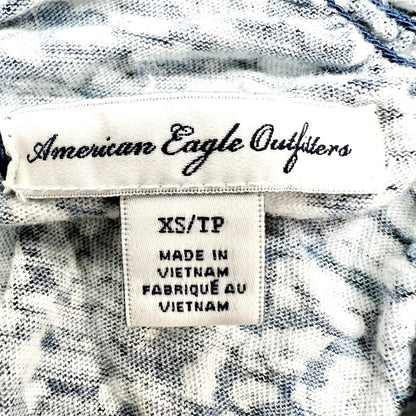 American Eagle Outfitters
XS/TP
MADE IN
VIETNAM
FABRIQUÉ AU
VIETNAM